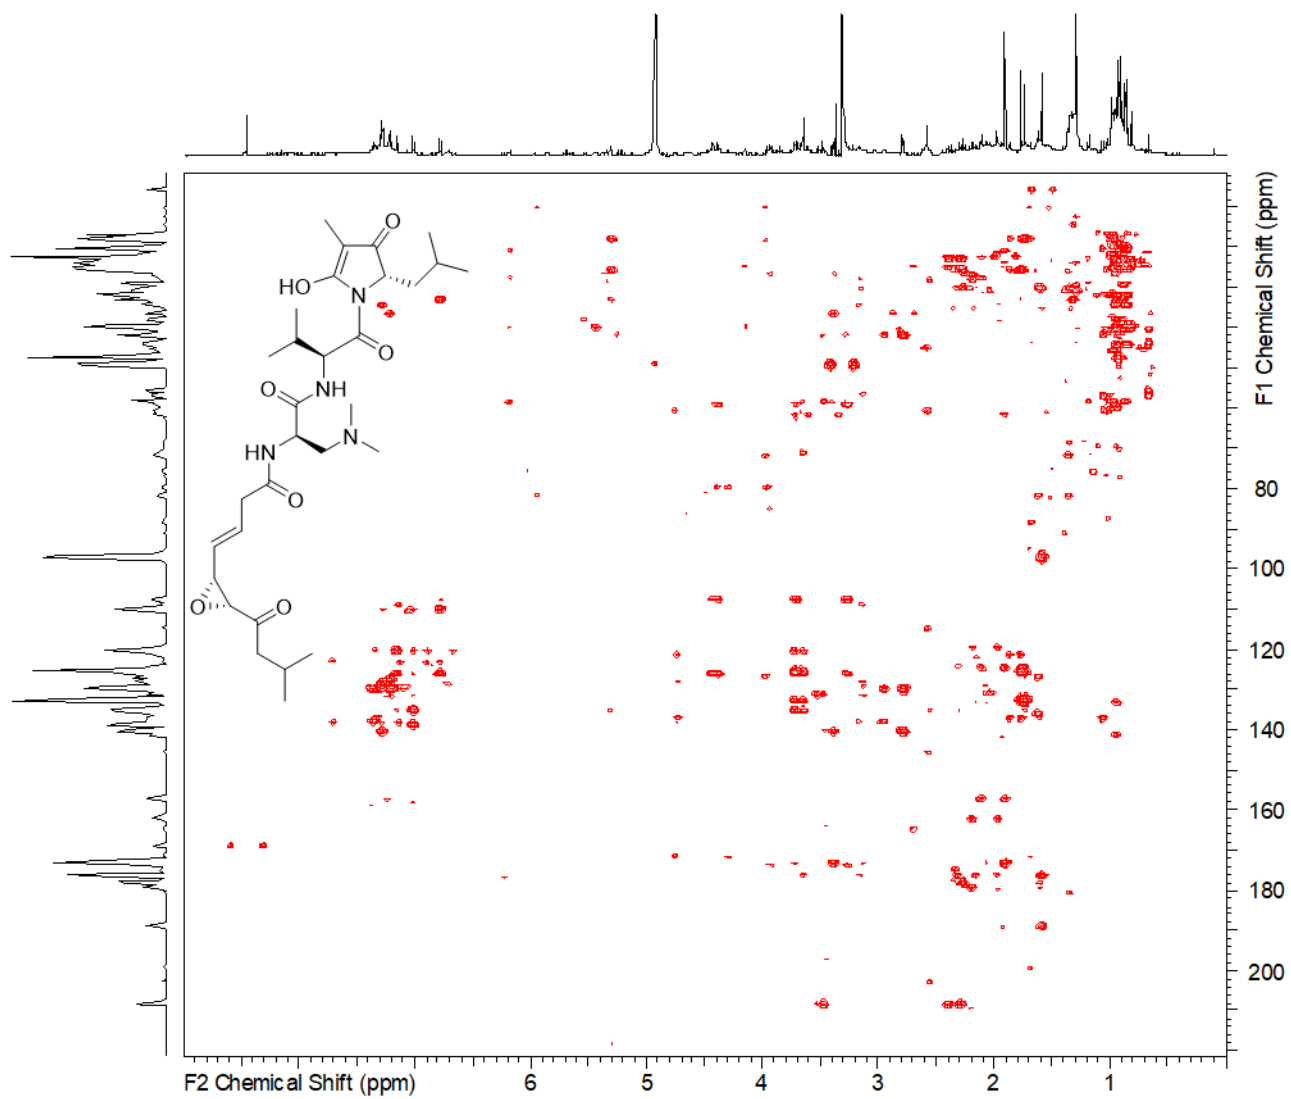 O
HO
N
O
O
NH
HN
N
O
O
O
F1 Chemical Shift (ppm)
80
100
120
140
160
180
200
F2 Chemical Shift (ppm)
6 5 4 3 2 1